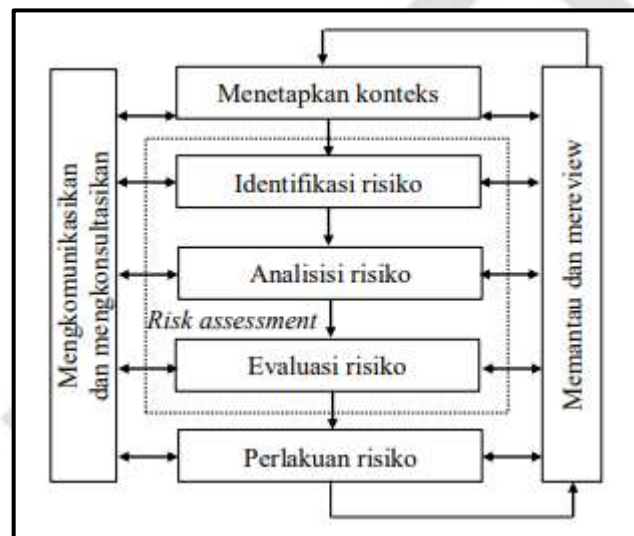 Menetapkan konteks
Identifikasi risiko
Analisisi risiko
Risk assessment
Evaluasi risiko
Perlakuan risiko
Mengkomunikasikan
dan mengkonsultasikan
Memantau dan mereview